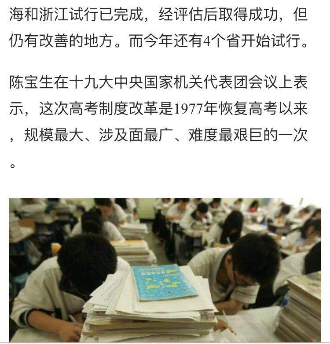 海和浙江试行已完成，经评估后取得成功，但
仍有改善的地方。而今年还有4个省开始试行。
陈宝生在十九大中央国家机关代表团会议上表
示，这次高考制度改革是1977年恢复高考以来
，规模最大、涉及面最广、难度最艰巨的一次
。